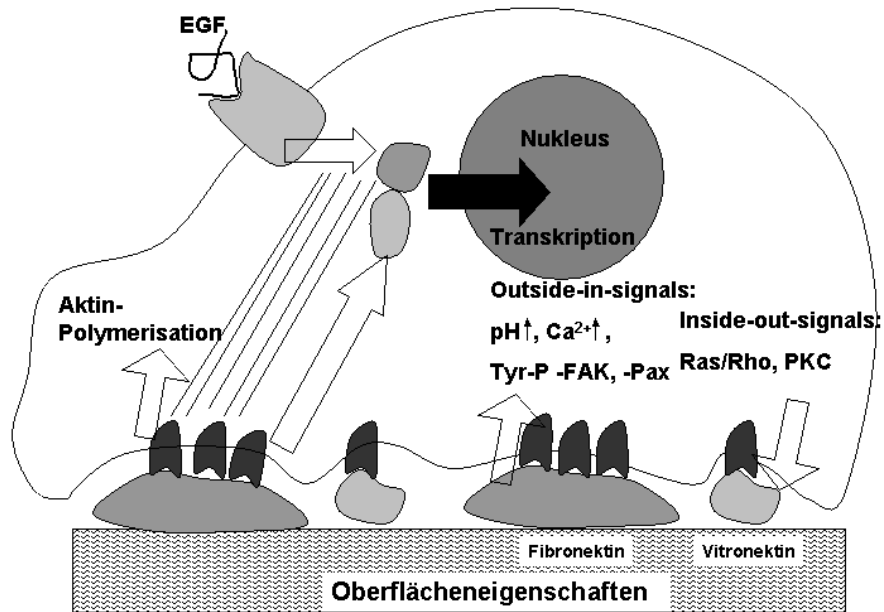 EGF
Nukleus
Transkription
Aktin-
Polymerisation
Outside-in-signals:
pH↑, Ca²⁺↑,
Tyr-P -FAK, -Pax
Inside-out-signals:
Ras/Rho, PKC
Fibronektin
Vitronektin
Oberflächeneigenschaften